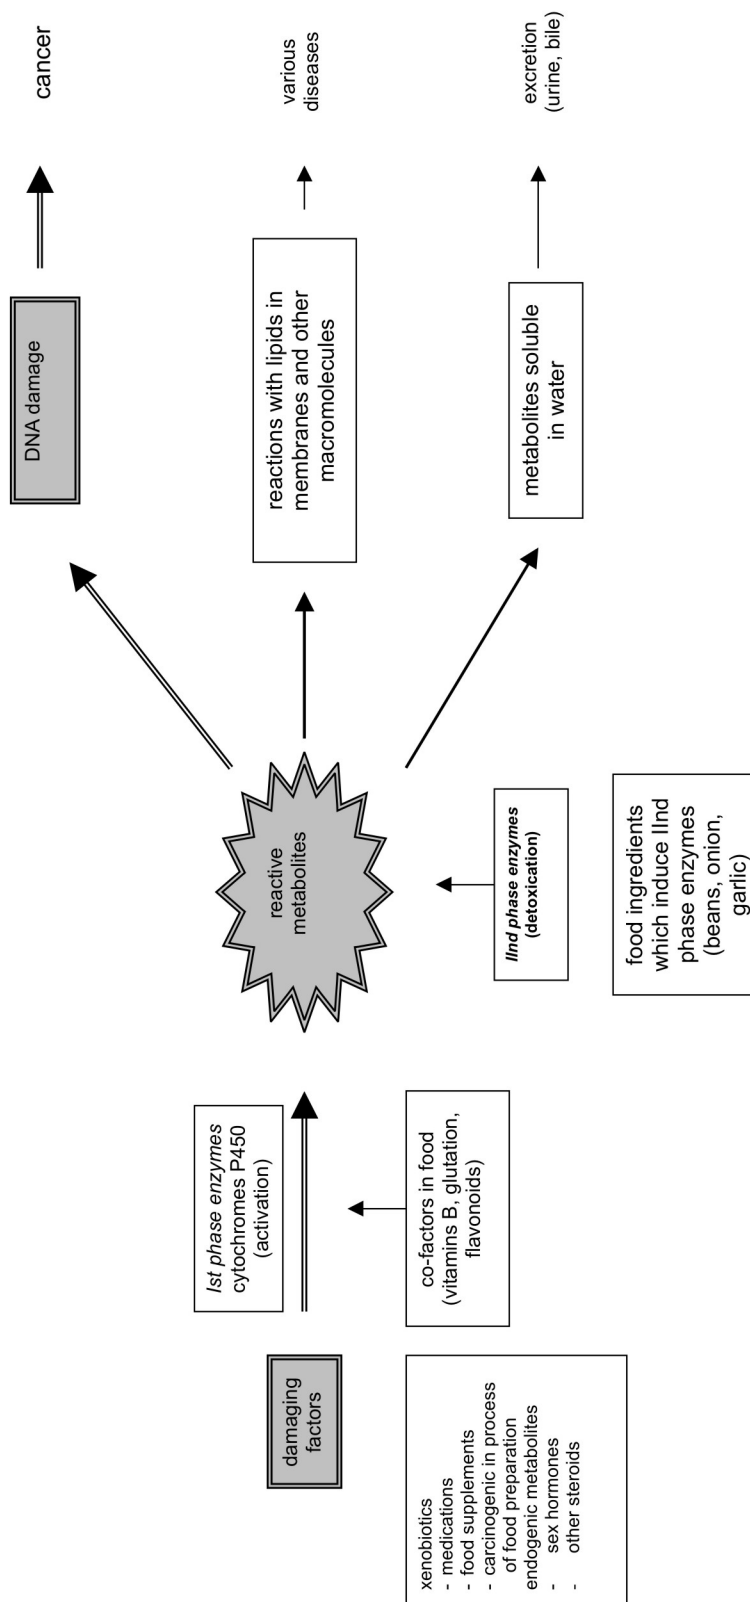 damaging
factors
xenobiotics
- medications
- food supplements
- carcinogenic in process
of food preparation
endogenic metabolites
- sex hormones
- other steroids
Ist phase enzymes
cytochromes P450
(activation)
co-factors in food
(vitamins B, glutation,
flavonoids)
reactive
metabolites
IInd phase enzymes
(detoxication)
food ingredients
which induce IInd
phase enzymes
(beans, onion,
garlic)
DNA damage
cancer
reactions with lipids in
membranes and other
macromolecules
various
diseases
metabolites soluble
in water
excretion
(urine, bile)